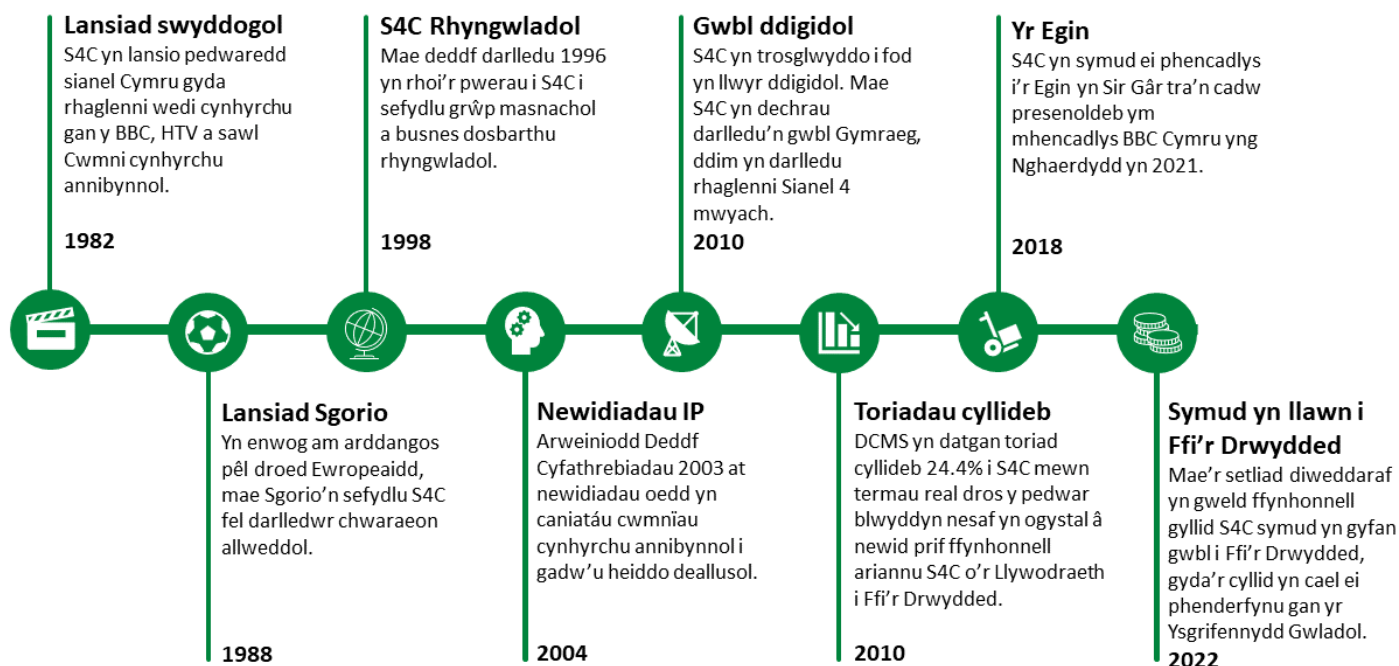 Lansiad swyddogol
S4C yn lansio pedwaredd
sianel Cymru gyda
rhaglenni wedi cynhyrchu
gan y BBC, HTV a sawl
Cwmni cynhyrchu
annibynnol.
1982
S4C Rhyngwladol
Mae deddf darlledu 1996
yn rhoi'r pwerau i S4C i
sefydlu grŵp masnachol
a busnes dosbarthu
rhyngwladol.
1998
Gwbl ddigidol
S4C yn trosglwyddo i fod
yn llwyr ddigidol. Mae
S4C yn dechrau
darlledu'n gwbl Gymraeg,
ddim yn darlledu
rhaglenni Sianel 4
mwyach.
2010
Yr Egin
S4C yn symud ei phencadlys
i'r Egin yn Sir Gâr tra'n cadw
presenoldeb ym
mhencadlys BBC Cymru yng
Nghaerdydd yn 2021.
2018
Lansiad Sgorio
Yn enwog am arddangos
pêl droed Ewropeaidd,
mae Sgorio'n sefydlu S4C
fel darlledwr chwaraeon
allweddol.
1988
Newidiadau IP
Arweiniodd Deddf
Cyfathrebiadau 2003 at
newidiadau oedd yn
caniatáu cwmnïau
cynhyrchu annibynnol i
gadw'u heiddo deallusol.
2004
Toriadau cyllideb
DCMS yn datgan toriad
cyllideb 24.4% i S4C mewn
termau real dros y pedwar
blwyddyn nesaf yn ogystal â
newid prif ffynhonnell
ariannu S4C o'r Llywodraeth
i Ffi'r Drwydded.
2010
Symud yn llawn i
Ffi'r Drwydded
Mae'r setliad diweddaraf
yn gweld ffynhonnell
gyllid S4C symud yn gyfan
gwbl i Ffi'r Drwydded,
gyda'r cyllid yn cael ei
phenderfynu gan yr
Ysgrifennydd Gwladol.
2022